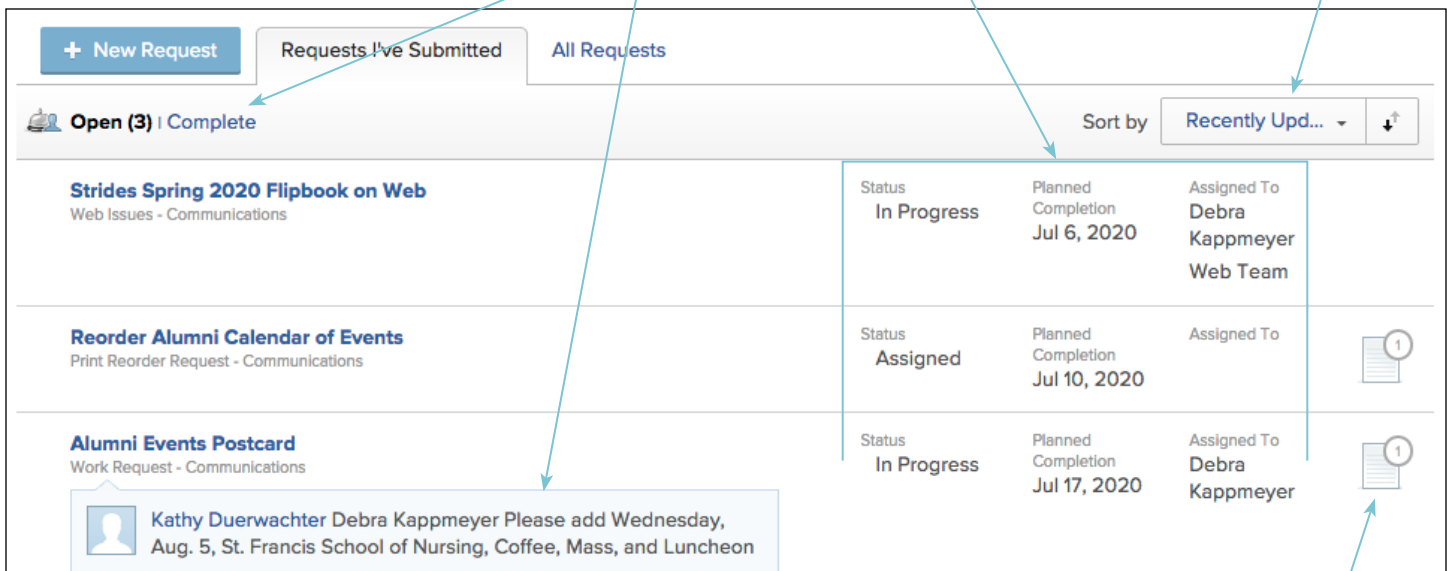 + New Request
Requests I've Submitted
All Requests
Open (3) | Complete
Sort by
Recently Upd...
Strides Spring 2020 Flipbook on Web
Web Issues - Communications
Status
In Progress
Planned
Completion
Jul 6, 2020
Assigned To
Debra
Kappmeyer
Web Team
Reorder Alumni Calendar of Events
Print Reorder Request - Communications
Status
Assigned
Planned
Completion
Jul 10, 2020
Assigned To
1
Alumni Events Postcard
Work Request - Communications
Status
In Progress
Planned
Completion
Jul 17, 2020
Assigned To
Debra
Kappmeyer
1
Kathy Duerwachter Debra Kappmeyer Please add Wednesday,
Aug. 5, St. Francis School of Nursing, Coffee, Mass, and Luncheon